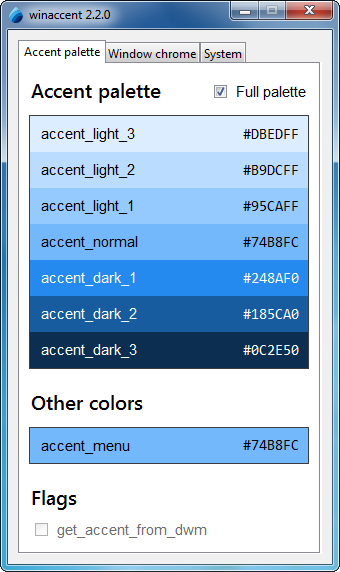 winaccent 2.2.0
Accent palette Window chrome System
Accent palette Full palette
accent_light_3 #DBEDFF
accent_light_2 #B9DCFF
accent_light_1 #95CAFF
accent_normal #74B8FC
accent_dark_1 #248AF0
accent_dark_2 #185CA0
accent_dark_3 #0C2E50
Other colors
accent_menu #74B8FC
Flags
get_accent_from_dwm